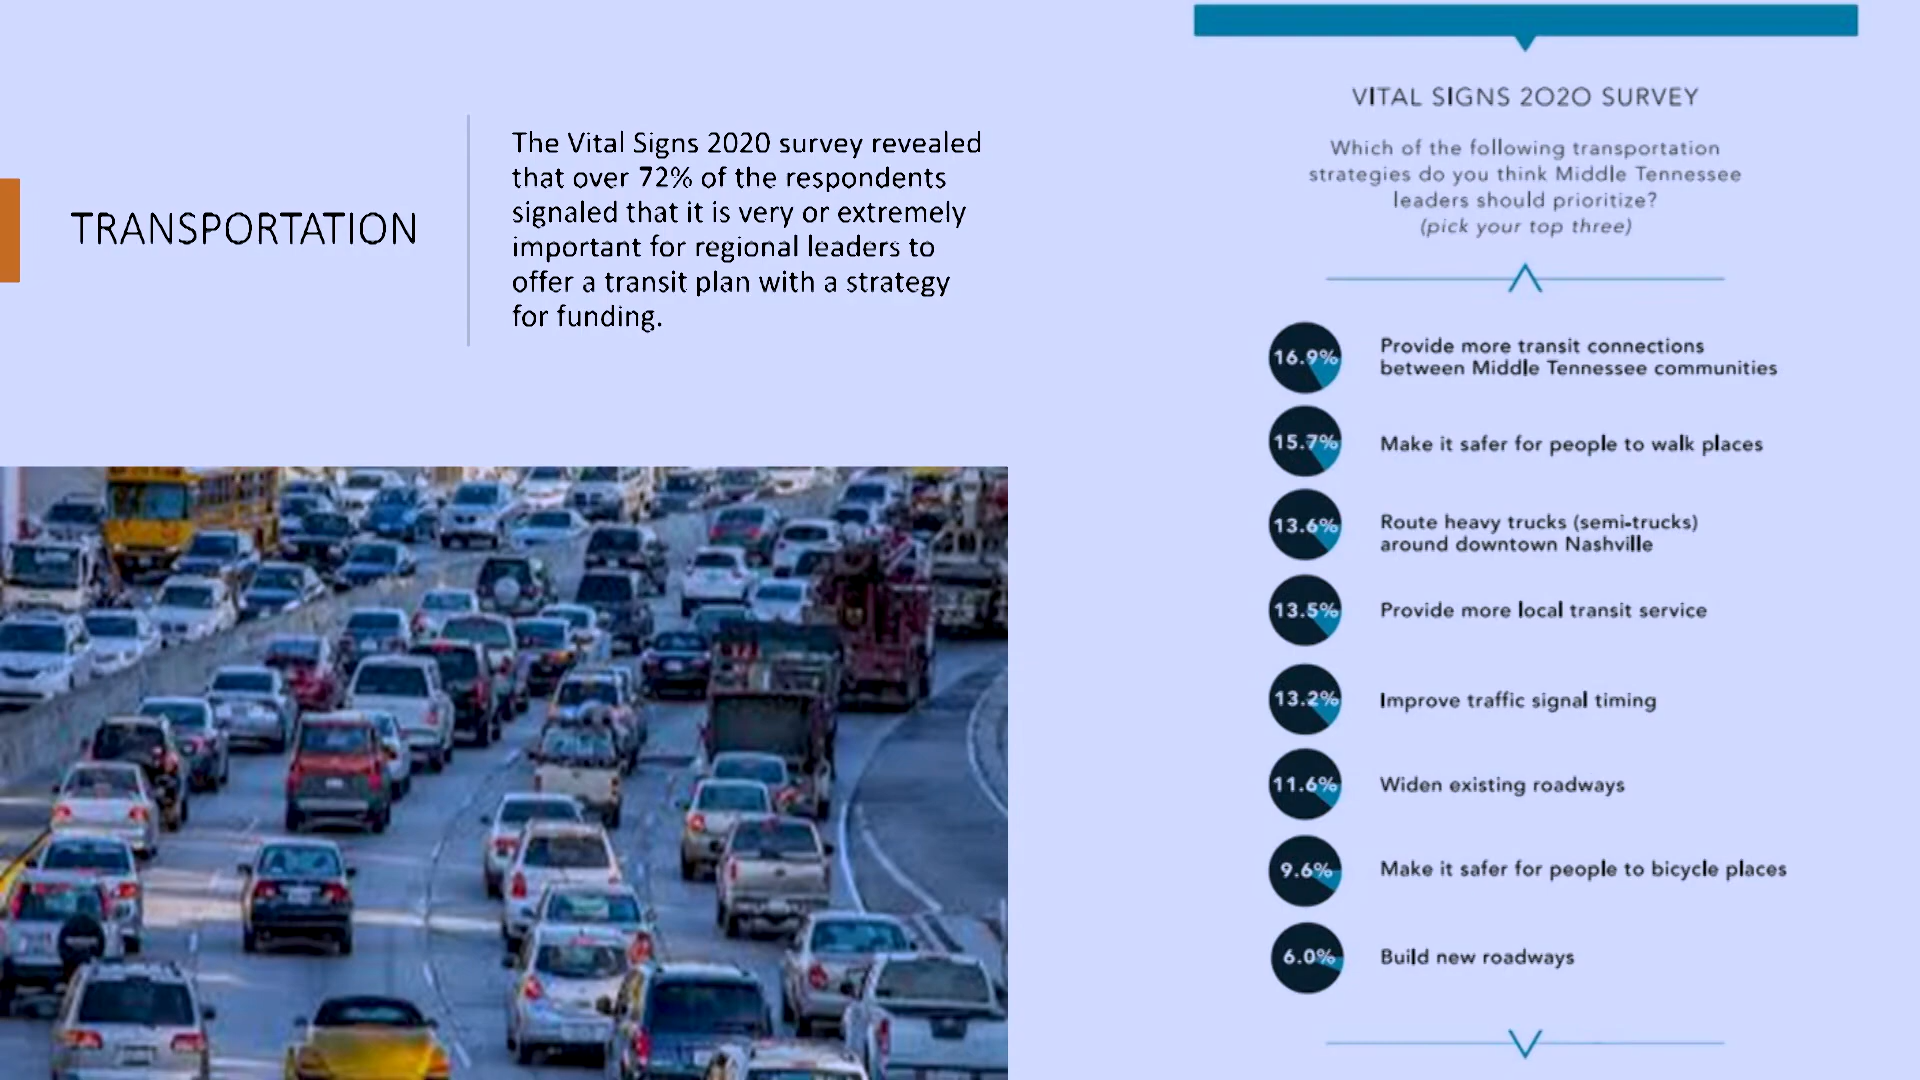 TRANSPORTATION
The Vital Signs 2020 survey revealed
that over 72% of the respondents
signaled that it is very or extremely
important for regional leaders to
offer a transit plan with a strategy
for funding.
VITAL SIGNS 2020 SURVEY
Which of the following transportation
strategies do you think Middle Tennessee
leaders should prioritize?
(pick your top three)
16.9% Provide more transit connections
between Middle Tennessee communities
15.7% Make it safer for people to walk places
13.6% Route heavy trucks (semi-trucks)
around downtown Nashville
13.5% Provide more local transit service
13.2% Improve traffic signal timing
11.6% Widen existing roadways
9.6% Make it safer for people to bicycle places
6.0% Build new roadways